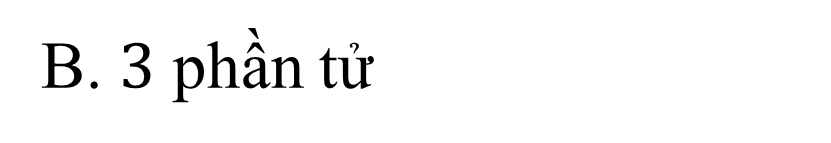 B. 3 phần tử